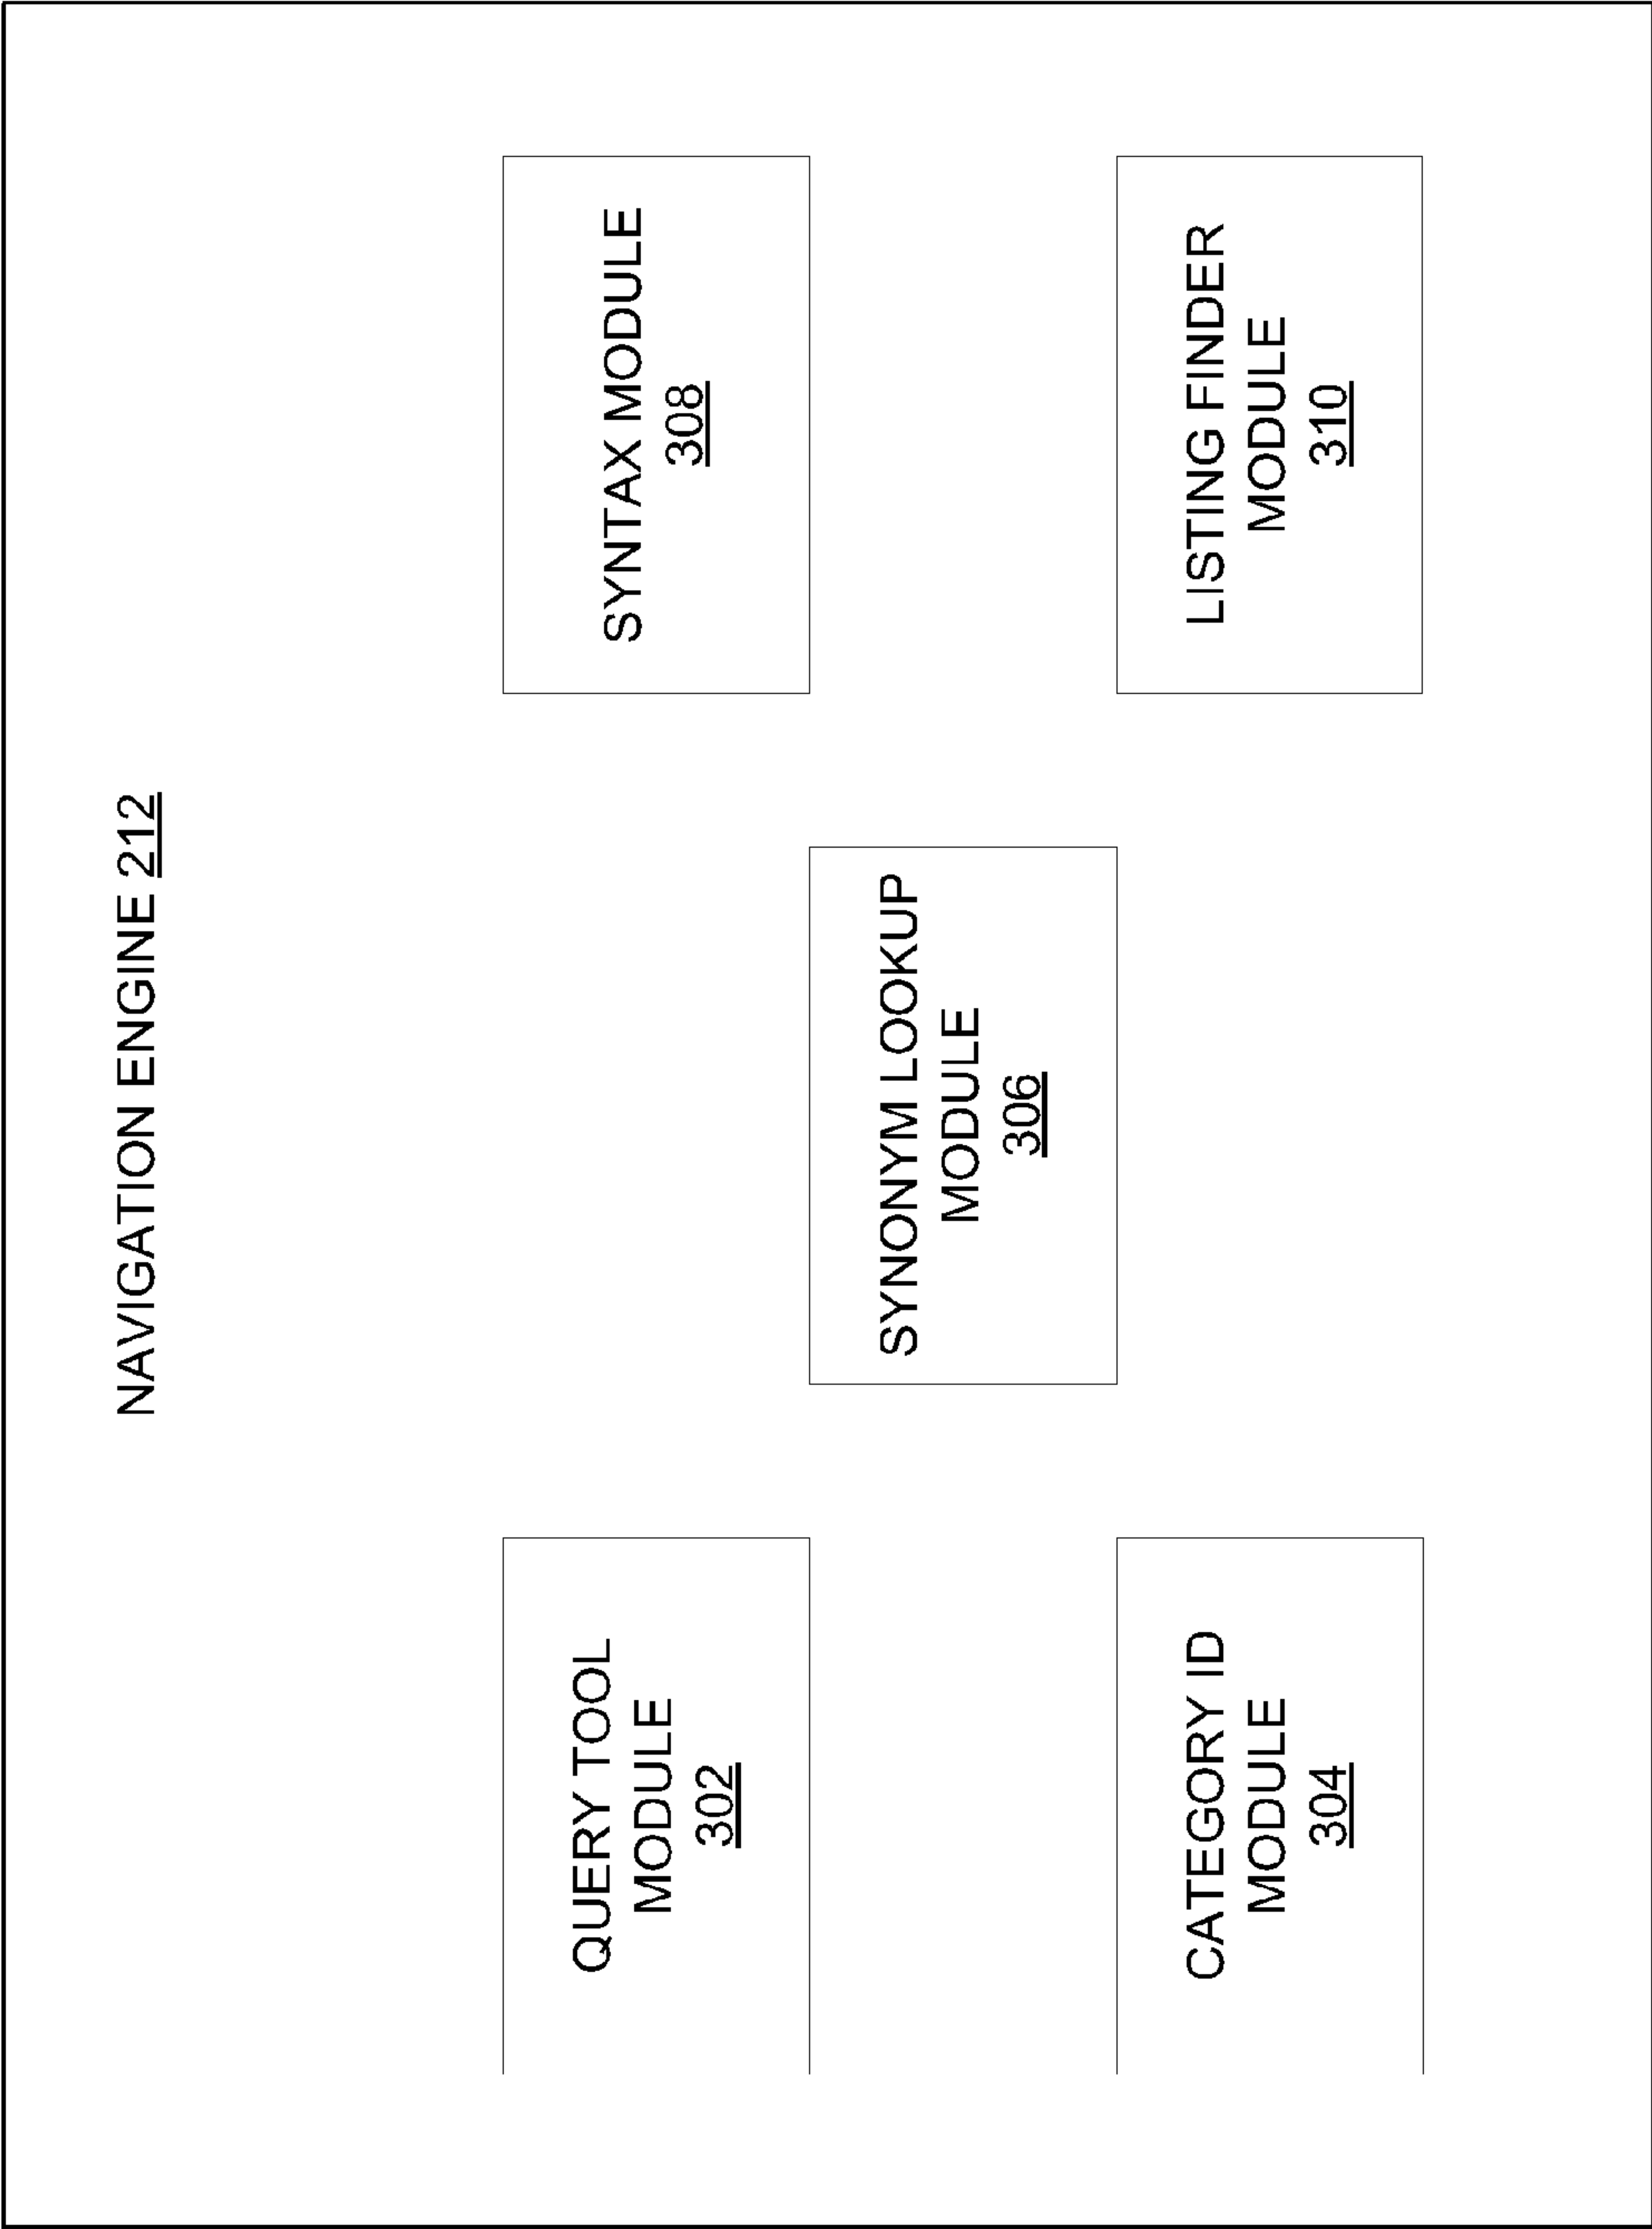 NAVIGATION ENGINE 212
QUERY TOOL
MODULE
302
SYNTAX MODULE
308
SYNONYM LOOKUP
MODULE
306
CATEGORY ID
MODULE
304
LISTING FINDER
MODULE
310